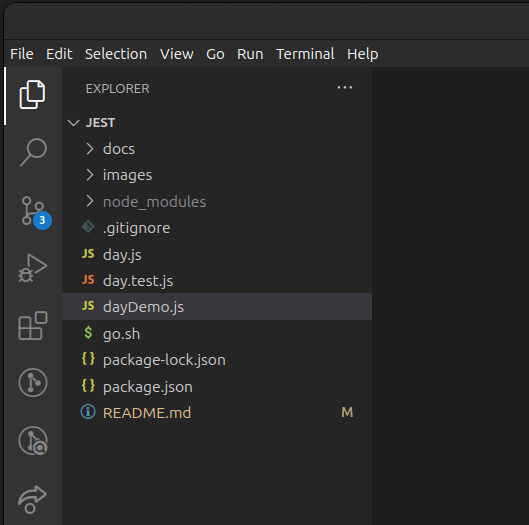 File Edit Selection View Go Run Terminal Help
EXPLORER ...
JEST
docs
images
node_modules
.gitignore
JS day.js
JS day.test.js
JS dayDemo.js
$ go.sh
{ } package-lock.json
{ } package.json
README.md M
3